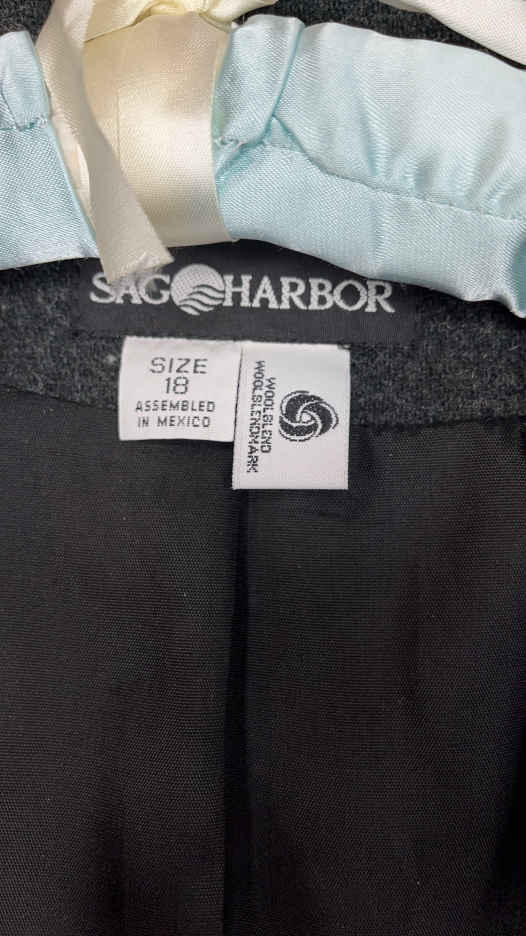 SAG HARBOR
SIZE
18
ASSEMBLED
IN MEXICO
WOOLBLEND
WOOLBLENDMARK